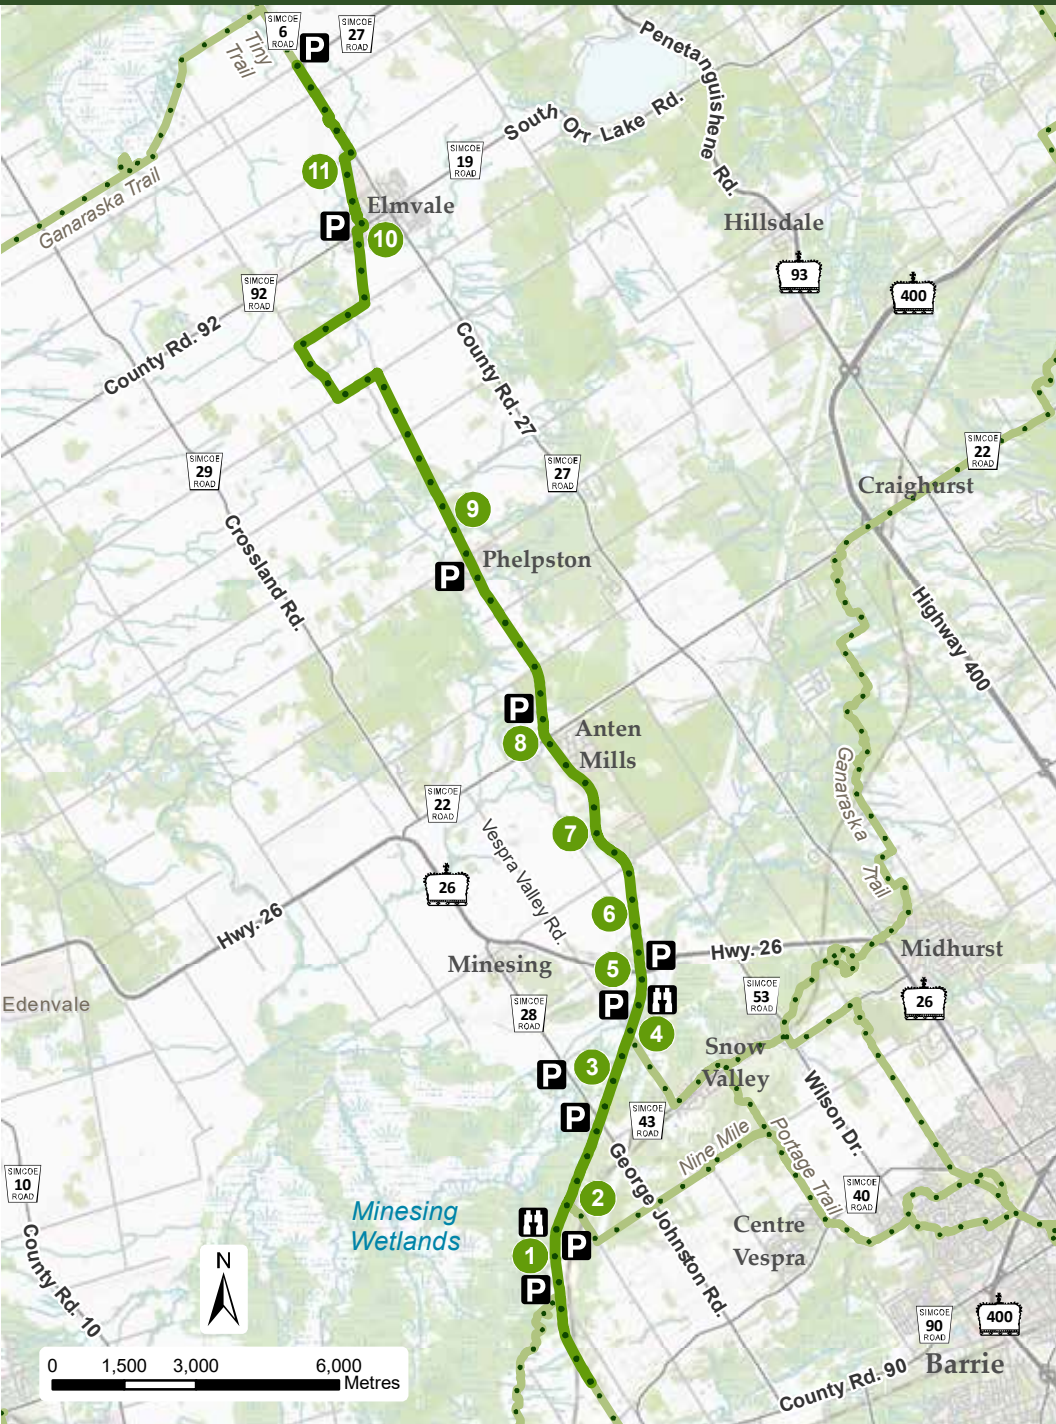 SIMCOE
6
ROAD
P
SIMCOE
27
ROAD
Tiny
Trail
Penetanguishene Rd.
South Orr Lake Rd.
SIMCOE
19
ROAD
11
Ganaraska Trail
Elmvale
P
10
Hillsdale
93
400
SIMCOE
92
ROAD
County Rd. 92
County Rd. 27
SIMCOE
29
ROAD
SIMCOE
27
ROAD
SIMCOE
22
ROAD
Craighurst
9
Crossland Rd.
Phelpston
P
Highway 400
P
8
Anten
Mills
Ganaraska
Trail
SIMCOE
22
ROAD
7
Vespra Valley Rd.
26
6
Hwy. 26
P
Hwy. 26
Midhurst
Minesing
5
Edenvale
SIMCOE
28
ROAD
P
SIMCOE
53
ROAD
26
4
Snow
Valley
3
P
P
SIMCOE
43
ROAD
Wilson Dr.
George Johnston Rd.
Nine Mile
Portage Trail
SIMCOE
10
ROAD
2
SIMCOE
40
ROAD
Minesing
Wetlands
Centre
Vespra
1
P
P
County Rd. 10
N
SIMCOE
90
ROAD
400
Barrie
County Rd. 90
0 1,500 3,000 6,000
Metres